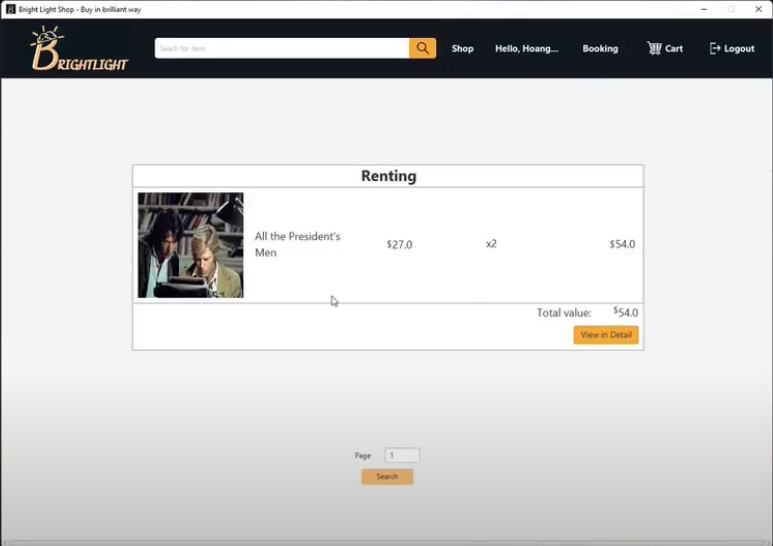 Bright Light Shop - Buy in brilliant way
BRIGHTLIGHT
Seach for item
Shop
Hello, Hoang...
Booking
Cart
Logout
Renting
All the President's
Men
$27.0
x2
$54.0
Total value: $54.0
View in Detail
Page 1
Search